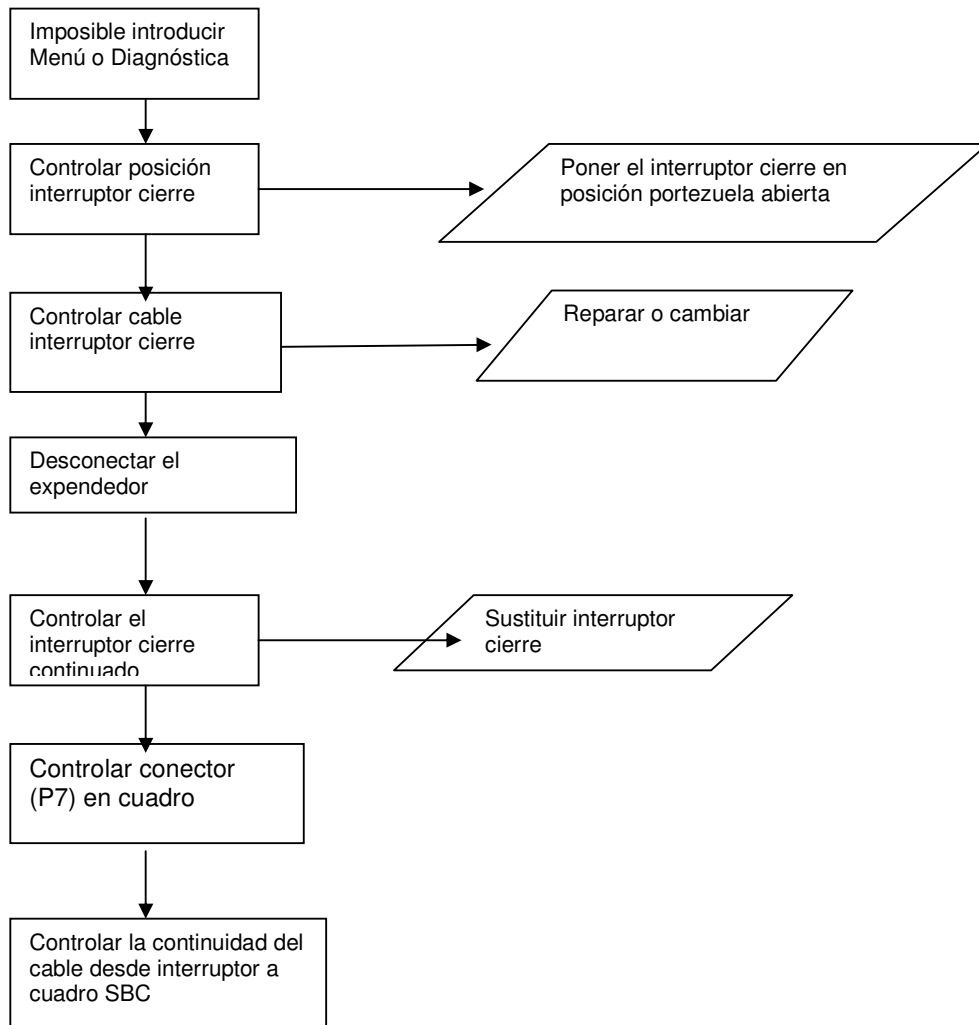 Imposible introducir
Menú o Diagnóstica
Controlar posición
interruptor cierre
Poner el interruptor cierre en
posición portezuela abierta
Controlar cable
interruptor cierre
Reparar o cambiar
Desconectar el
expendedor
Controlar el
interruptor cierre
continuado
Sustituir interruptor
cierre
Controlar conector
(P7) en cuadro
Controlar la continuidad del
cable desde interruptor a
cuadro SBC